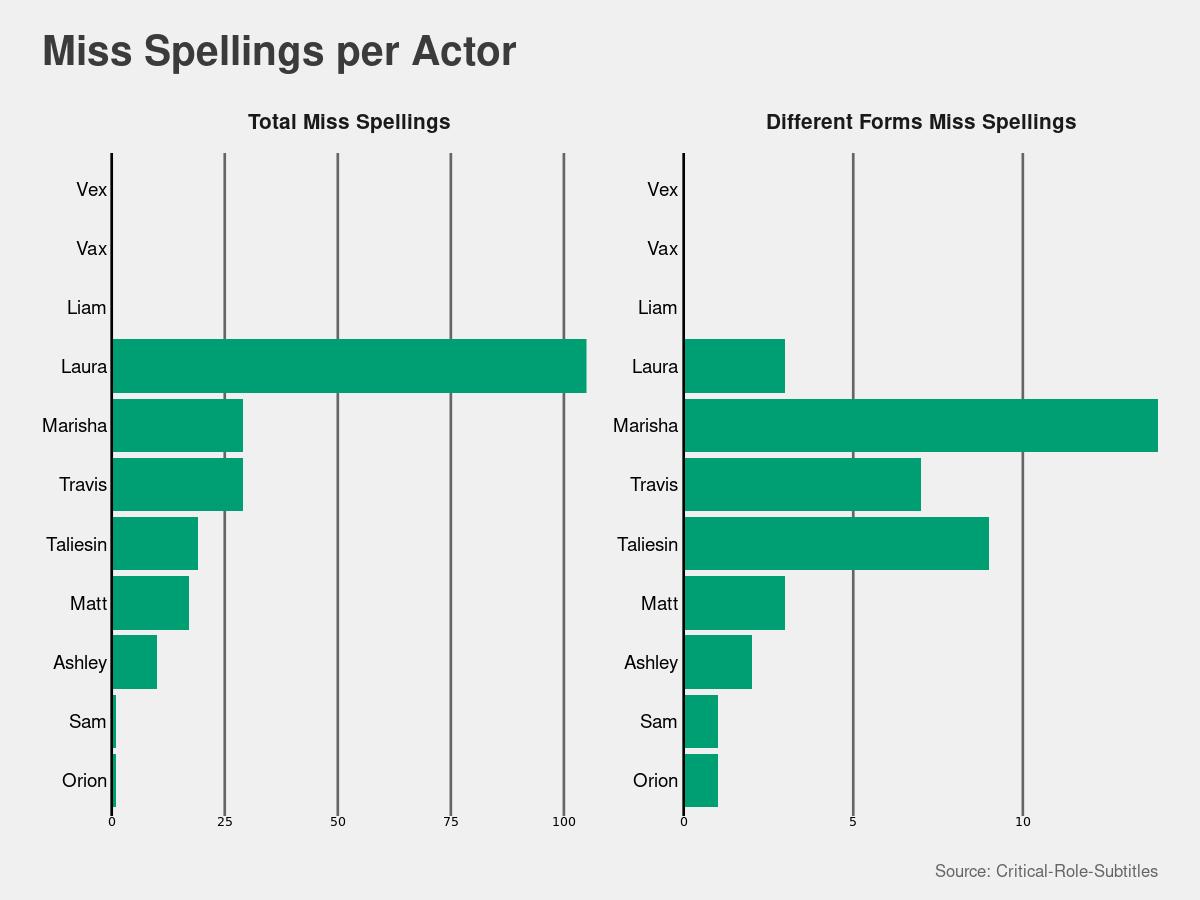 Miss Spellings per Actor
Total Miss Spellings
Vex
Vax
Liam
Laura
Marisha
Travis
Taliesin
Matt
Ashley
Sam
Orion
0 25 50 75 100
Different Forms Miss Spellings
Vex
Vax
Liam
Laura
Marisha
Travis
Taliesin
Matt
Ashley
Sam
Orion
0 5 10
Source: Critical-Role-Subtitles